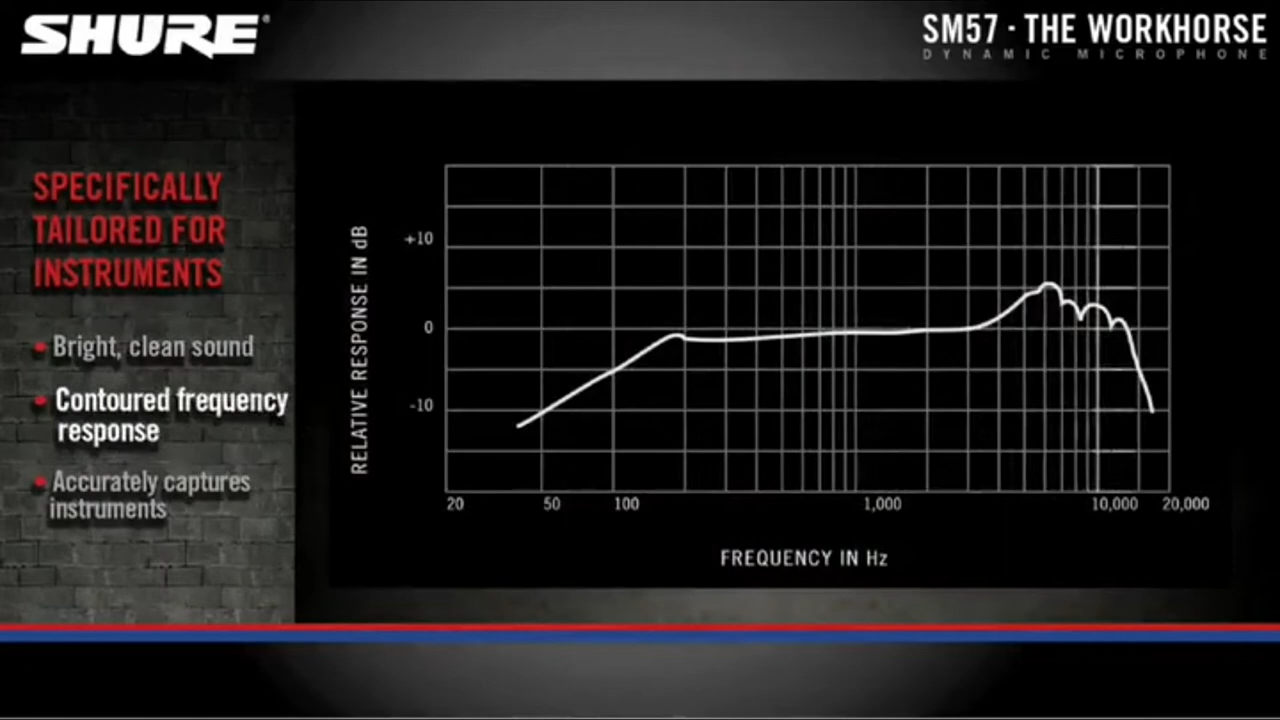 SHURE®
SM57 · THE WORKHORSE
DYNAMIC MICROPHONE
SPECIFICALLY
TAILORED FOR
INSTRUMENTS
• Bright, clean sound
• Contoured frequency
response
• Accurately captures
instruments
RELATIVE RESPONSE IN dB
+10
0
-10
20 50 100 1,000 10,000 20,000
FREQUENCY IN Hz